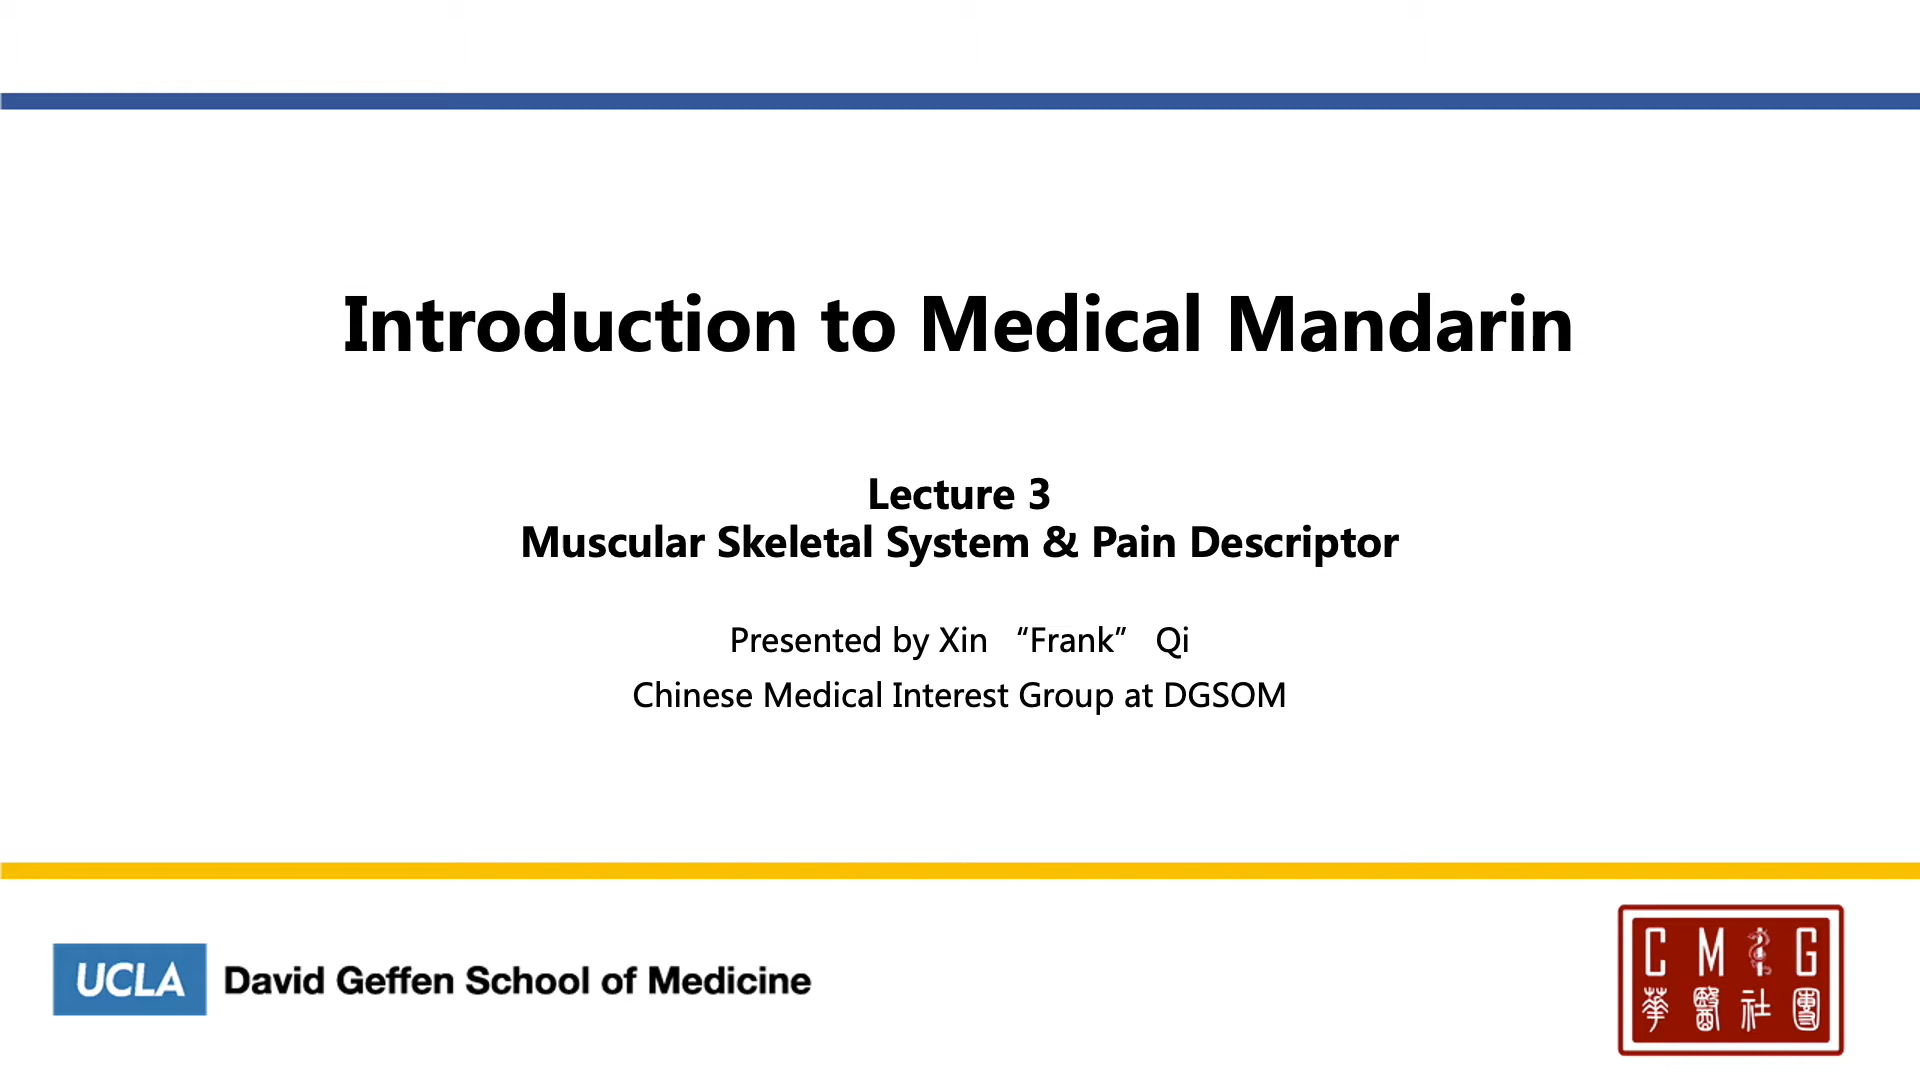 Introduction to Medical Mandarin
Lecture 3
Muscular Skeletal System & Pain Descriptor
Presented by Xin “Frank” Qi
Chinese Medical Interest Group at DGSOM
UCLA David Geffen School of Medicine
C M I G
華醫社團